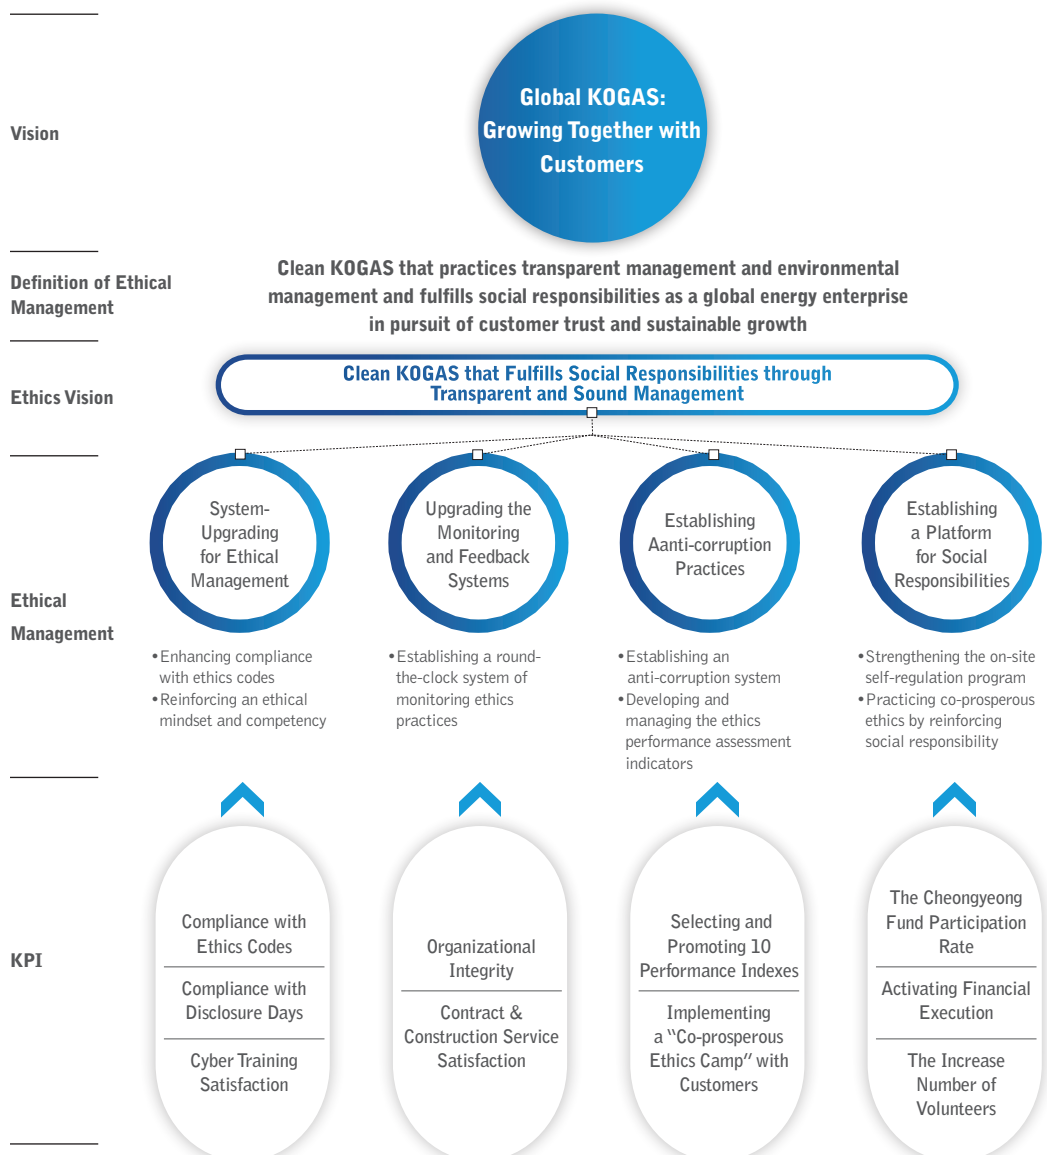 Vision
Global KOGAS:
Growing Together with
Customers
Definition of Ethical
Management
Clean KOGAS that practices transparent management and environmental
management and fulfills social responsibilities as a global energy enterprise
in pursuit of customer trust and sustainable growth
Ethics Vision
Clean KOGAS that Fulfills Social Responsibilities through
Transparent and Sound Management
Ethical
Management
System-
Upgrading
for Ethical
Management
•Enhancing compliance
with ethics codes
•Reinforcing an ethical
mindset and competency
Upgrading the
Monitoring
and Feedback
Systems
•Establishing a round-
the-clock system of
monitoring ethics
practices
Establishing
Aanti-corruption
Practices
•Establishing an
anti-corruption system
•Developing and
managing the ethics
performance assessment
indicators
Establishing
a Platform
for Social
Responsibilities
•Strengthening the on-site
self-regulation program
•Practicing co-prosperous
ethics by reinforcing
social responsibility
KPI
Compliance with
Ethics Codes
Compliance with
Disclosure Days
Cyber Training
Satisfaction
Organizational
Integrity
Contract &
Construction Service
Satisfaction
Selecting and
Promoting 10
Performance Indexes
Implementing
a “Co-prosperous
Ethics Camp” with
Customers
The Cheongyeong
Fund Participation
Rate
Activating Financial
Execution
The Increase
Number of
Volunteers